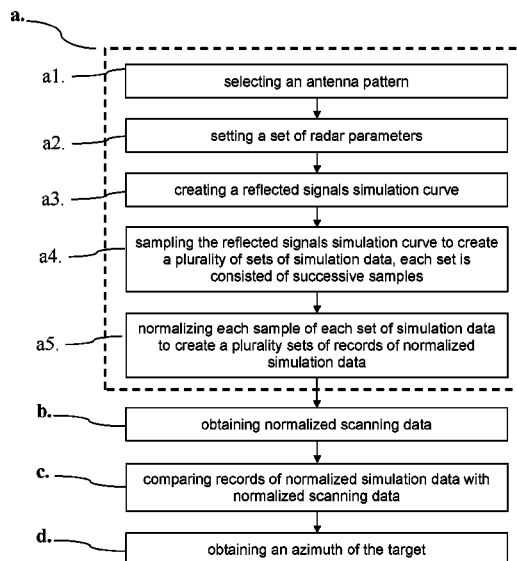 a.
a1. selecting an antenna pattern
a2. setting a set of radar parameters
a3. creating a reflected signals simulation curve
a4. sampling the reflected signals simulation curve to create
a plurality of sets of simulation data, each set is
consisted of successive samples
a5. normalizing each sample of each set of simulation data
to create a plurality sets of records of normalized
simulation data
b. obtaining normalized scanning data
c. comparing records of normalized simulation data with
normalized scanning data
d. obtaining an azimuth of the target